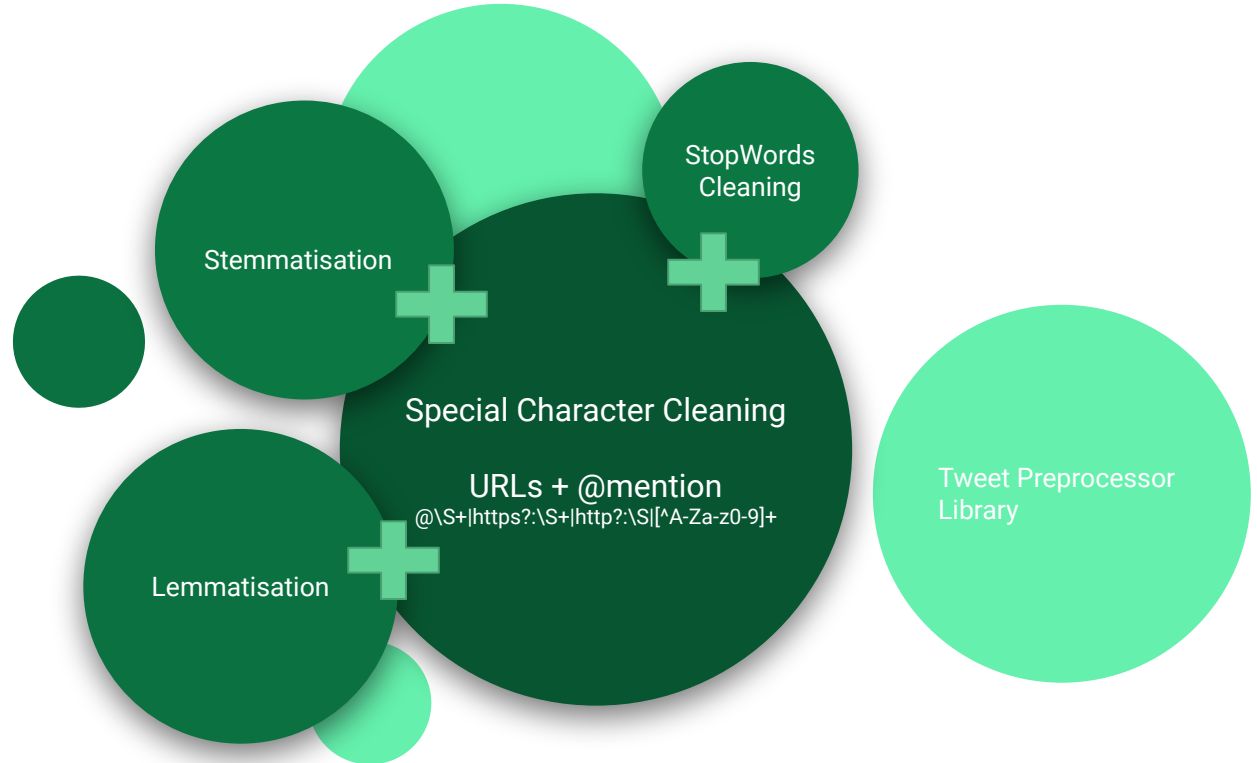 StopWords
Cleaning
Stemmatisation
Special Character Cleaning
URLs + @mention
@\S+|https?:\S+|http?:\S|[^A-Za-z0-9]+
Tweet Preprocessor
Library
Lemmatisation